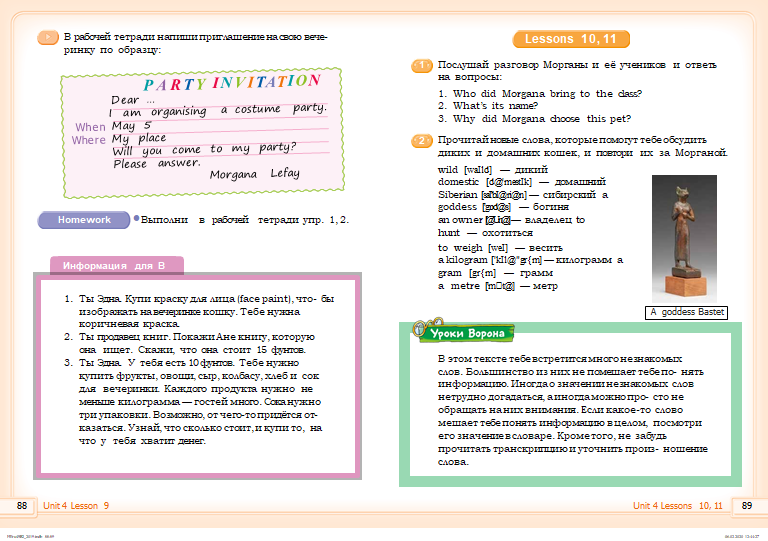 В рабочей тетради напиши приглашение на свою вече-
ринку по образцу:
PARTY INVITATION
Dear ...
I am organising a costume party.
When May 5
Where My place
Will you come to my party?
Please answer.
Morgana Lefay
Homework Выполни в рабочей тетради упр. 1, 2.
Информация для В
1. Ты Эдна. Купи краску для лица (face paint), что- бы
изображать на вечеринке кошку. Тебе нужна
коричневая краска.
2. Ты продавец книг. Покажи Ане книгу, которую
она ищет. Скажи, что она стоит 15 фунтов.
3. Ты Эдна. У тебя есть 10 фунтов. Тебе нужно
купить фрукты, овощи, сыр, колбасу, хлеб и сок
для вечеринки. Каждого продукта нужно не
меньше килограмма — гостей много. Сока нужно
три упаковки. Возможно, от чего-то придётся от-
казаться. Узнай, что сколько стоит, и купи то, на
что у тебя хватит денег.
88 Unit 4 Lesson 9
Lessons 10, 11
1 Послушай разговор Морганы и её учеников и ответь
на вопросы:
1. Who did Morgana bring to the class?
2. What's its name?
3. Why did Morgana choose this pet?
2 Прочитай новые слова, которые помогут тебе обсудить
диких и домашних кошек, и повтори их за Морганой.
wild [waIld] — дикий
domestic [d@"mestIk] — домашний
Siberian — сибирский a
goddess — богиня
an owner — владелец to
hunt — охотиться
to weigh [weI] — весить
a kilogram ["kIl@"gr{m] — килограмм a
gram [gr{m] — грамм
a metre — метр
A goddess Bastet
Уроки Ворона
В этом тексте тебе встретится много незнакомых
слов. Большинство из них не помешает тебе по- нять
информацию. Иногда о значении незнакомых слов
нетрудно догадаться, а иногда можно про- сто не
обращать на них внимания. Если какое-то слово
мешает тебе понять информацию в целом, посмотри
его значение в словаре. Кроме того, не забудь
прочитать транскрипцию и уточнить произ- ношение
слова.
Unit 4 Lessons 10, 11 89